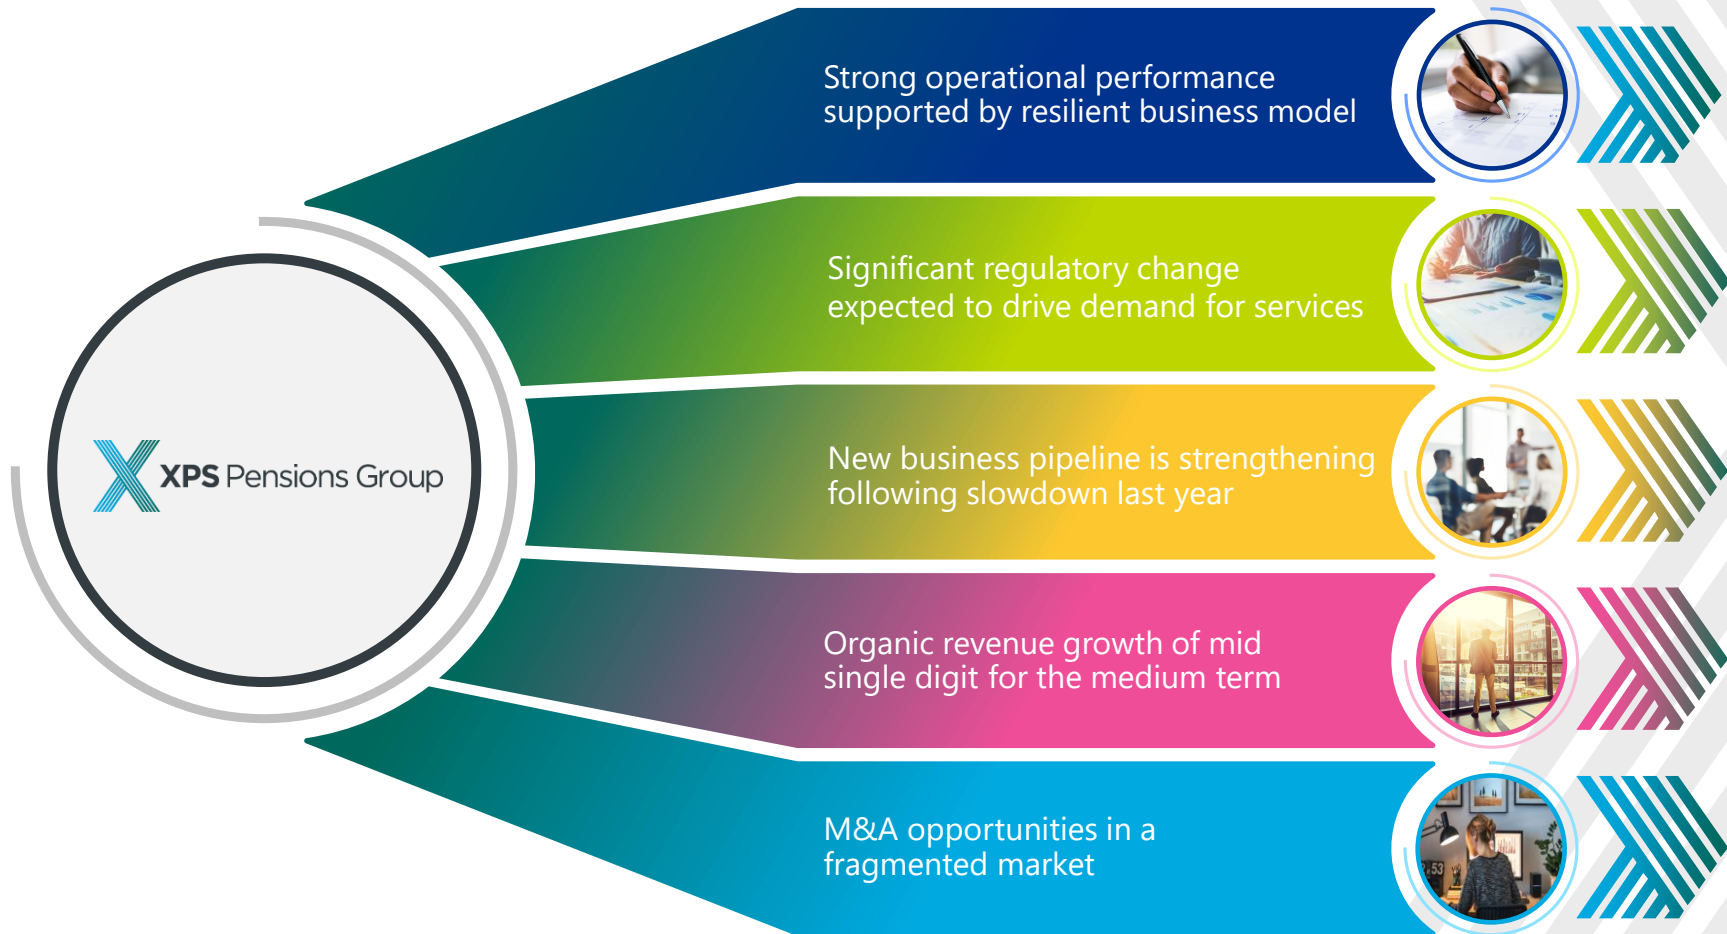 Strong operational performance
supported by resilient business model
Significant regulatory change
expected to drive demand for services
XPS Pensions Group
New business pipeline is strengthening
following slowdown last year
Organic revenue growth of mid
single digit for the medium term
M&A opportunities in a
fragmented market